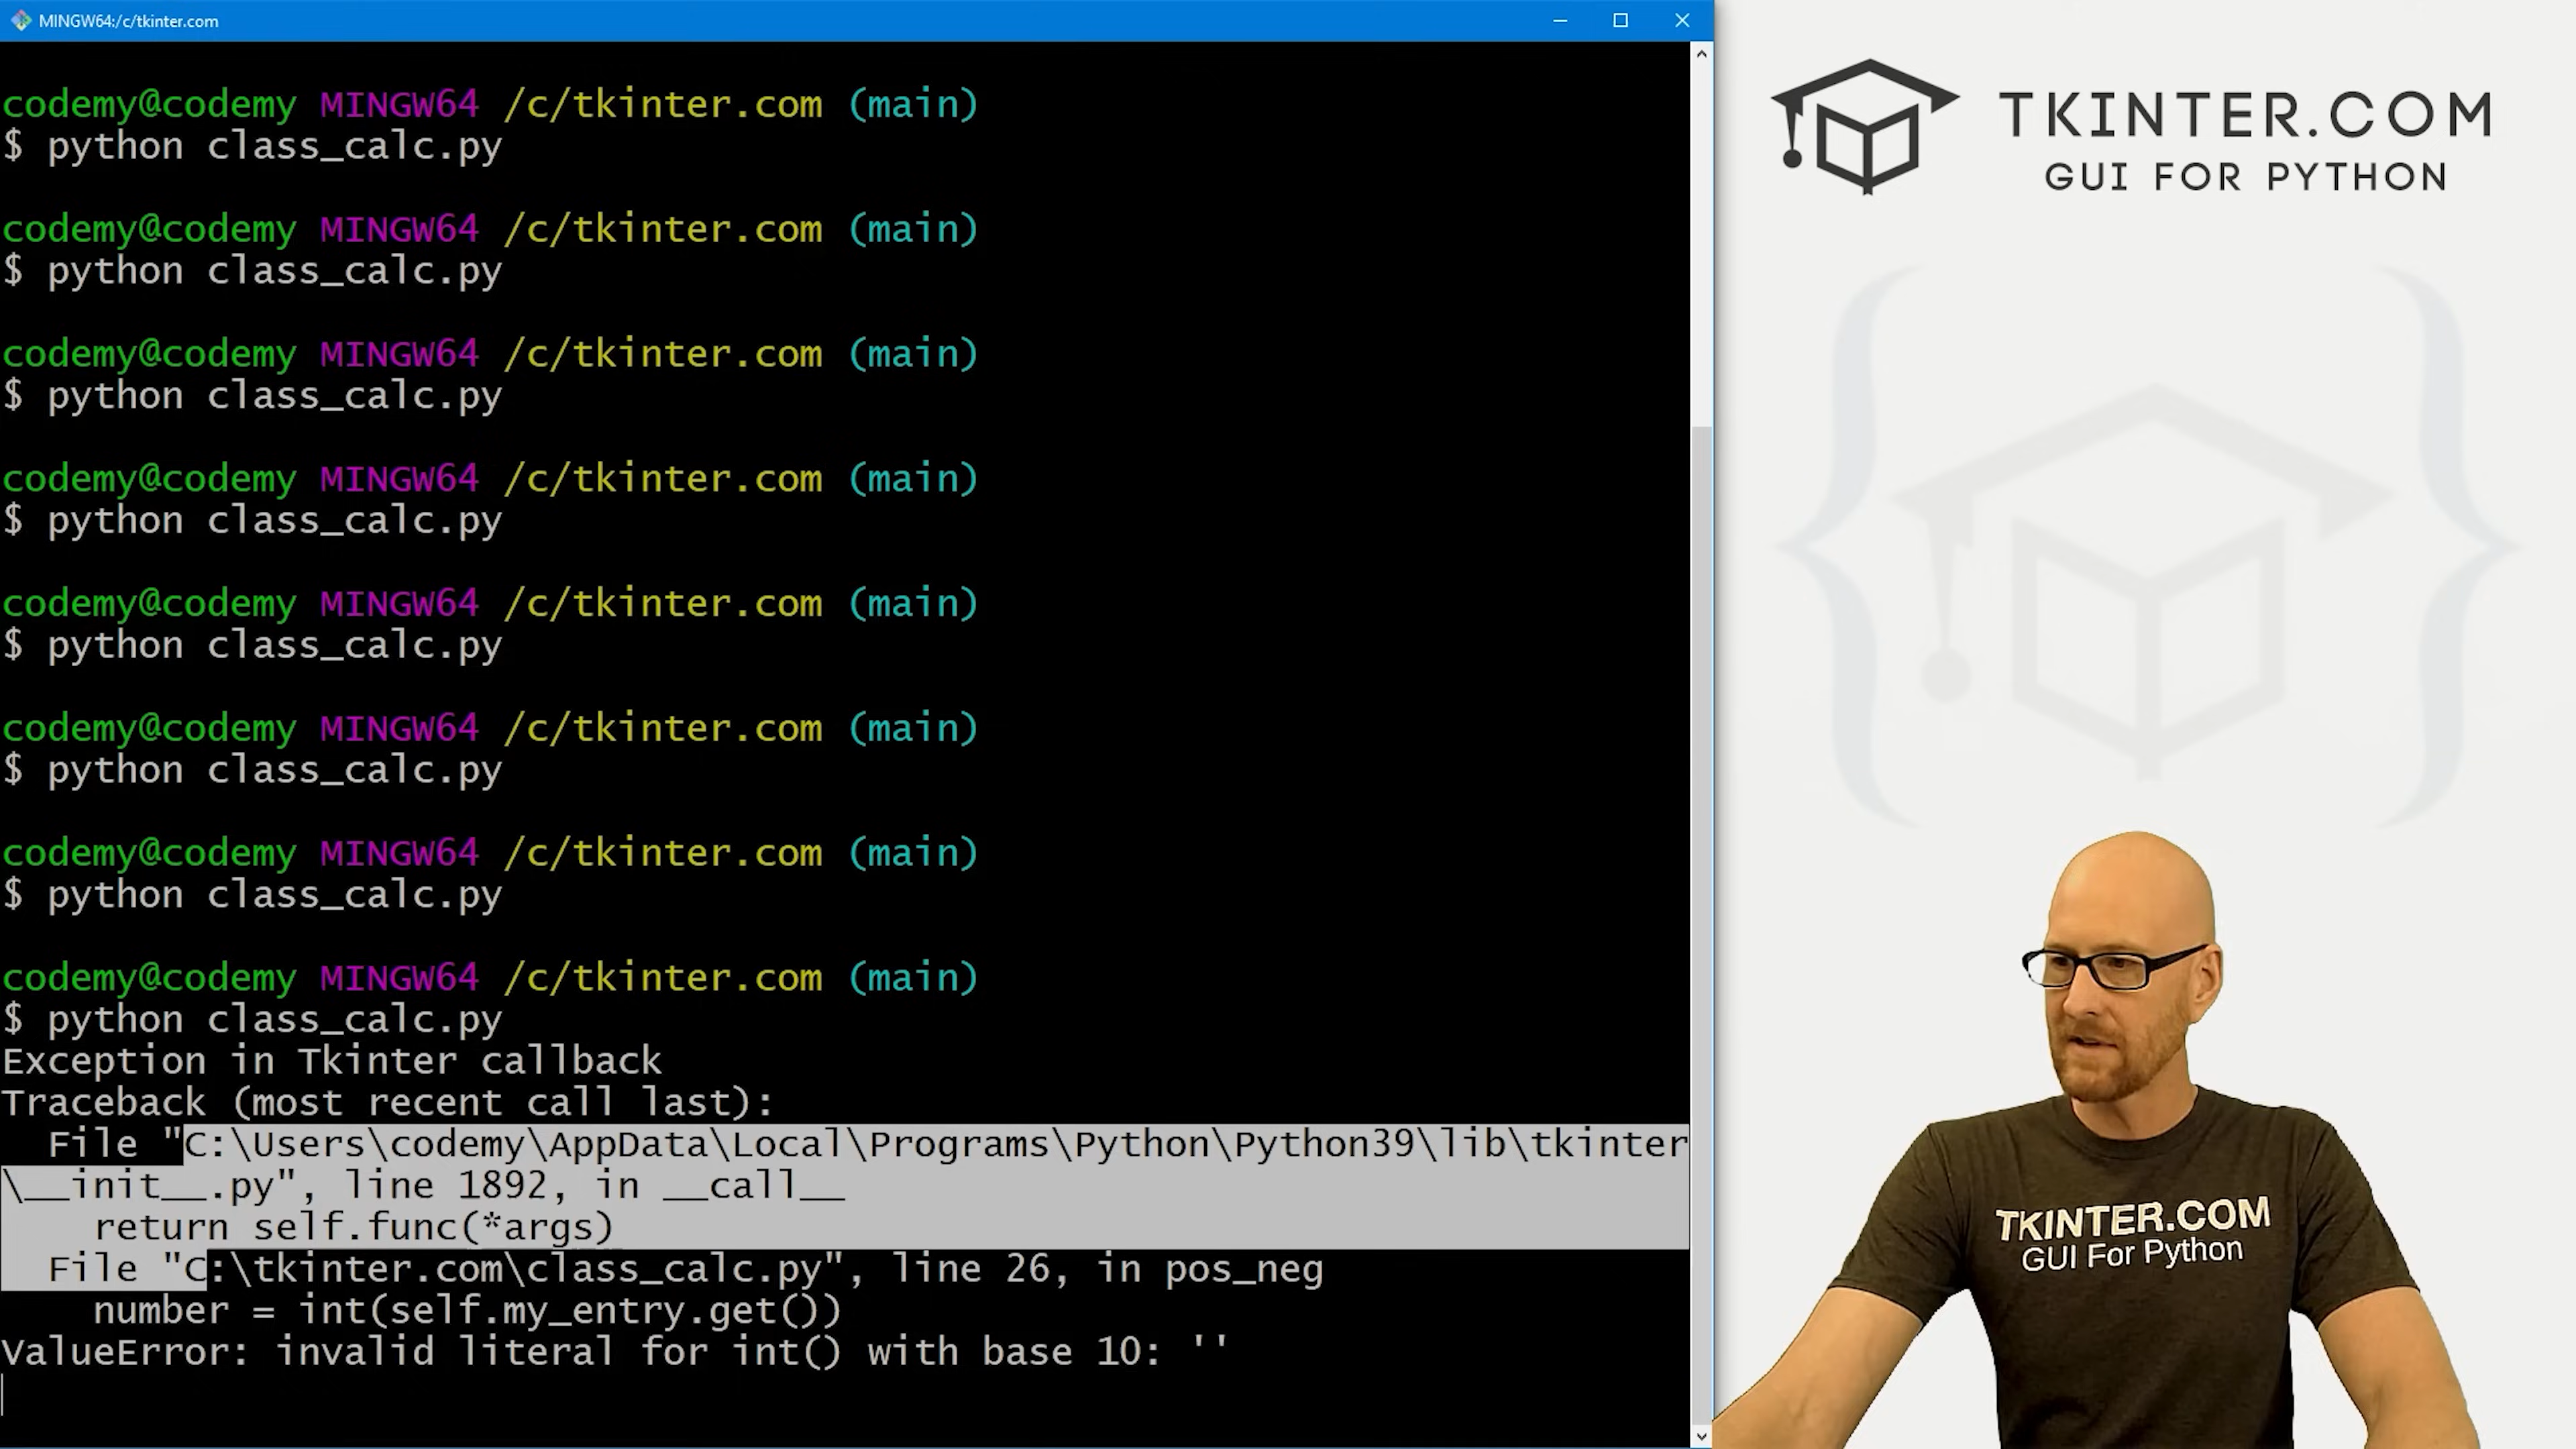 MINGW64:/c/tkinter.com
codemy@codemy MINGW64 /c/tkinter.com (main)
$ python class_calc.py
codemy@codemy MINGW64 /c/tkinter.com (main)
$ python class_calc.py
codemy@codemy MINGW64 /c/tkinter.com (main)
$ python class_calc.py
codemy@codemy MINGW64 /c/tkinter.com (main)
$ python class_calc.py
codemy@codemy MINGW64 /c/tkinter.com (main)
$ python class_calc.py
codemy@codemy MINGW64 /c/tkinter.com (main)
$ python class_calc.py
codemy@codemy MINGW64 /c/tkinter.com (main)
$ python class_calc.py
codemy@codemy MINGW64 /c/tkinter.com (main)
$ python class_calc.py
Exception in Tkinter callback
Traceback (most recent call last):
  File "C:\Users\codemy\AppData\Local\Programs\Python\Python39\lib\tkinter
\__init__.py", line 1892, in __call__
    return self.func(*args)
  File "C:\tkinter.com\class_calc.py", line 26, in pos_neg
    number = int(self.my_entry.get())
ValueError: invalid literal for int() with base 10: ''
TKINTER.COM
GUI FOR PYTHON
TKINTER.COM
GUI For Python